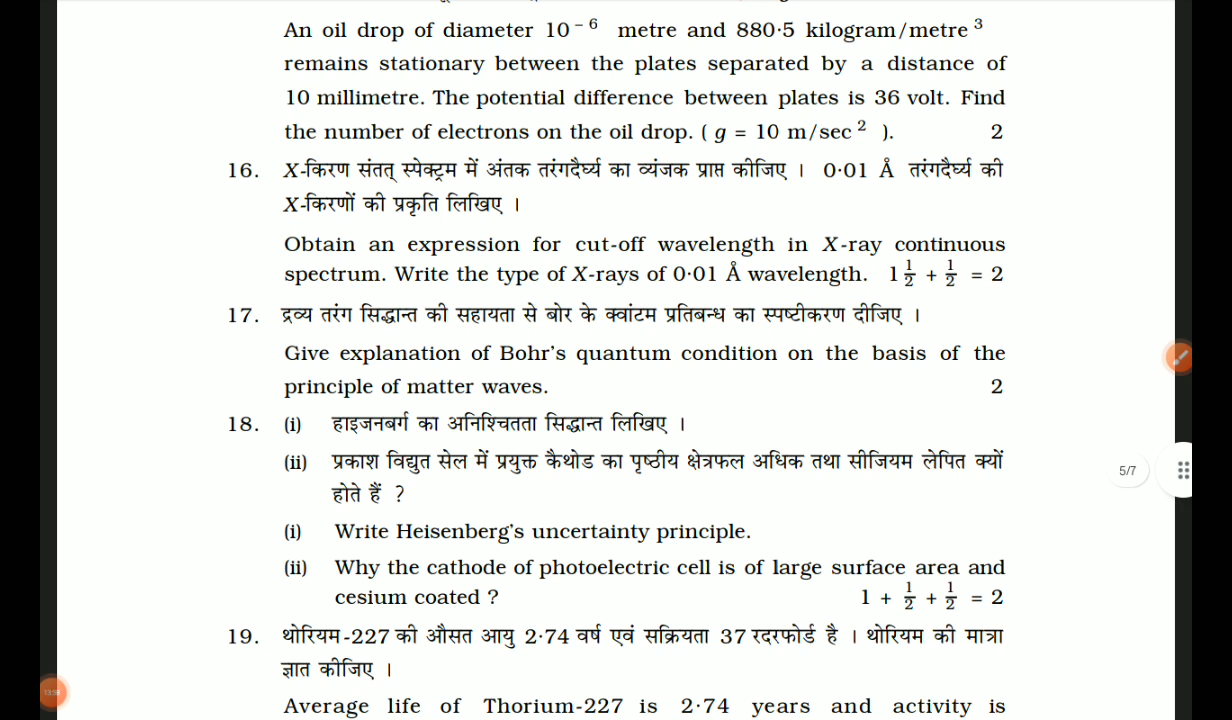 An oil drop of diameter 10⁻⁶ metre and 880·5 kilogram/metre³
remains stationary between the plates separated by a distance of
10 millimetre. The potential difference between plates is 36 volt. Find
the number of electrons on the oil drop. ( g = 10 m/sec² ). 2
16. X-किरण संतत् स्पेक्ट्रम में अंतक तरंगदैर्घ्य का व्यंजक प्राप्त कीजिए । 0·01 Å तरंगदैर्घ्य की
X-किरणों की प्रकृति लिखिए ।
Obtain an expression for cut-off wavelength in X-ray continuous
spectrum. Write the type of X-rays of 0·01 Å wavelength. 1 1/2 + 1/2 = 2
17. द्रव्य तरंग सिद्धान्त की सहायता से बोर के क्वांटम प्रतिबन्ध का स्पष्टीकरण दीजिए ।
Give explanation of Bohr's quantum condition on the basis of the
principle of matter waves. 2
18. (i) हाइजनबर्ग का अनिश्चितता सिद्धान्त लिखिए ।
(ii) प्रकाश विद्युत सेल में प्रयुक्त कैथोड का पृष्ठीय क्षेत्रफल अधिक तथा सीजियम लेपित क्यों
होते हैं ?
(i) Write Heisenberg's uncertainty principle.
(ii) Why the cathode of photoelectric cell is of large surface area and
cesium coated ? 1 + 1/2 + 1/2 = 2
19. थोरियम-227 की औसत आयु 2·74 वर्ष एवं सक्रियता 37 रदरफोर्ड है । थोरियम की मात्रा
ज्ञात कीजिए ।
Average life of Thorium-227 is 2·74 years and activity is
5/7